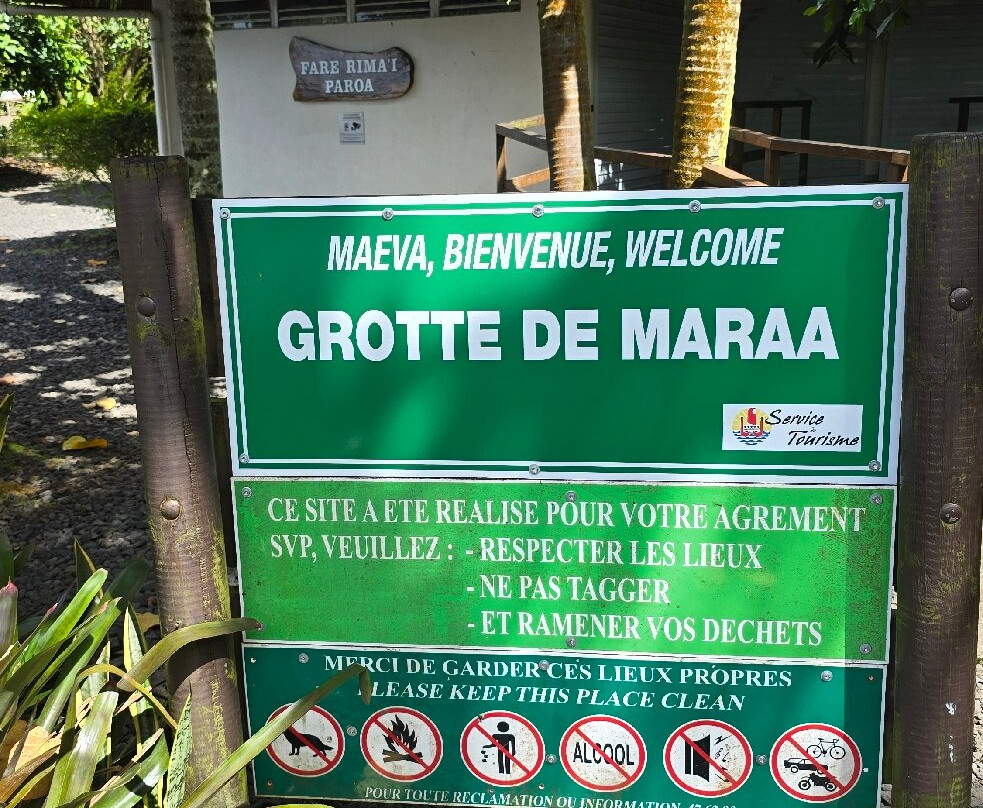 FARE RIMA'I
PAROA
MAEVA, BIENVENUE, WELCOME
GROTTE DE MARAA
Service
du
Tourisme
CE SITE A ETE REALISE POUR VOTRE AGREMENT
SVP, VEUILLEZ : - RESPECTER LES LIEUX
- NE PAS TAGGER
- ET RAMENER VOS DECHETS
MERCI DE GARDER CES LIEUX PROPRES
PLEASE KEEP THIS PLACE CLEAN
ALCOOL
POUR TOUTE RECLAMATION OU INFORMATION